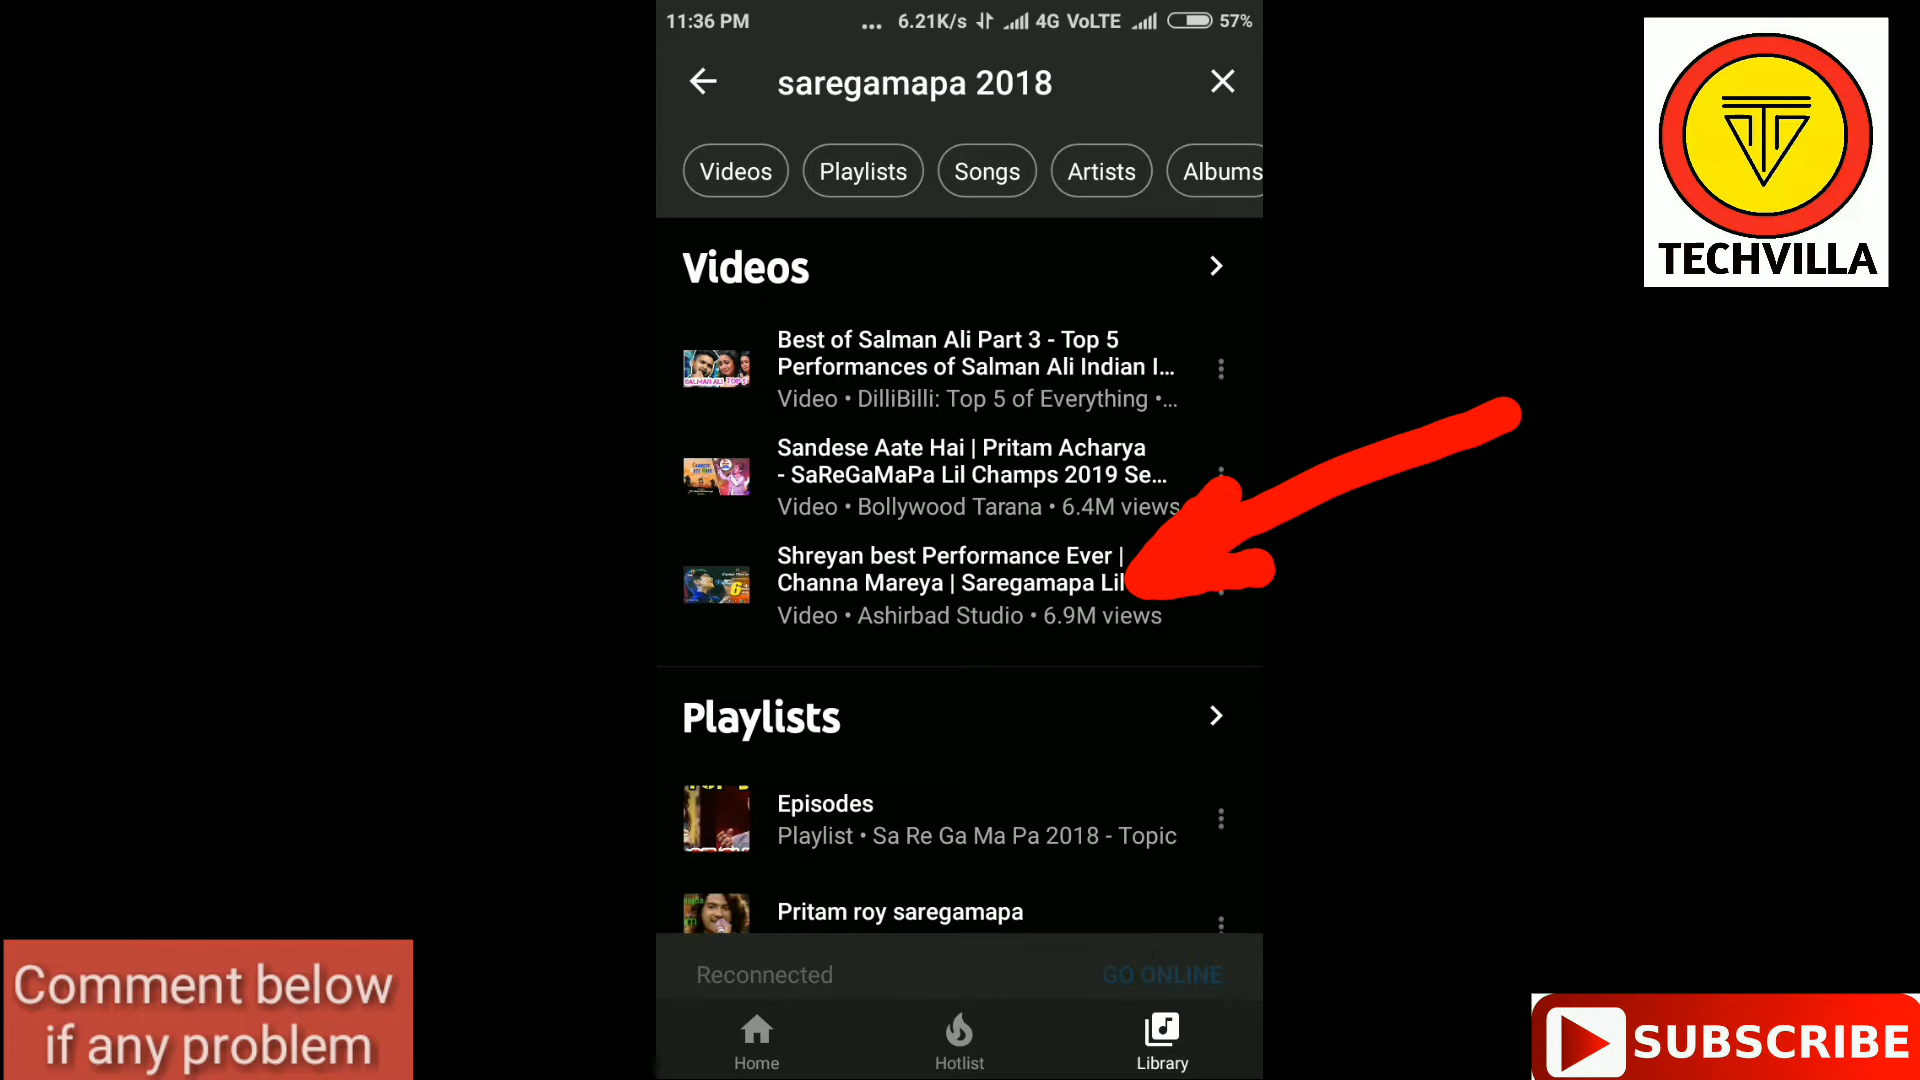 11:36 PM ... 6.21K/s 4G VoLTE 57%
saregamapa 2018
Videos Playlists Songs Artists Albums
TECHVILLA
Videos
Best of Salman Ali Part 3 - Top 5
Performances of Salman Ali Indian I...
Video • DilliBilli: Top 5 of Everything •...
Sandese Aate Hai | Pritam Acharya
- SaReGaMaPa Lil Champs 2019 Se...
Video • Bollywood Tarana • 6.4M views
Shreyan best Performance Ever |
Channa Mareya | Saregamapa Lil
Video • Ashirbad Studio • 6.9M views
Playlists
Episodes
Playlist • Sa Re Ga Ma Pa 2018 - Topic
Pritam roy saregamapa
Reconnected GO ONLINE
Home Hotlist Library
Comment below
if any problem
SUBSCRIBE